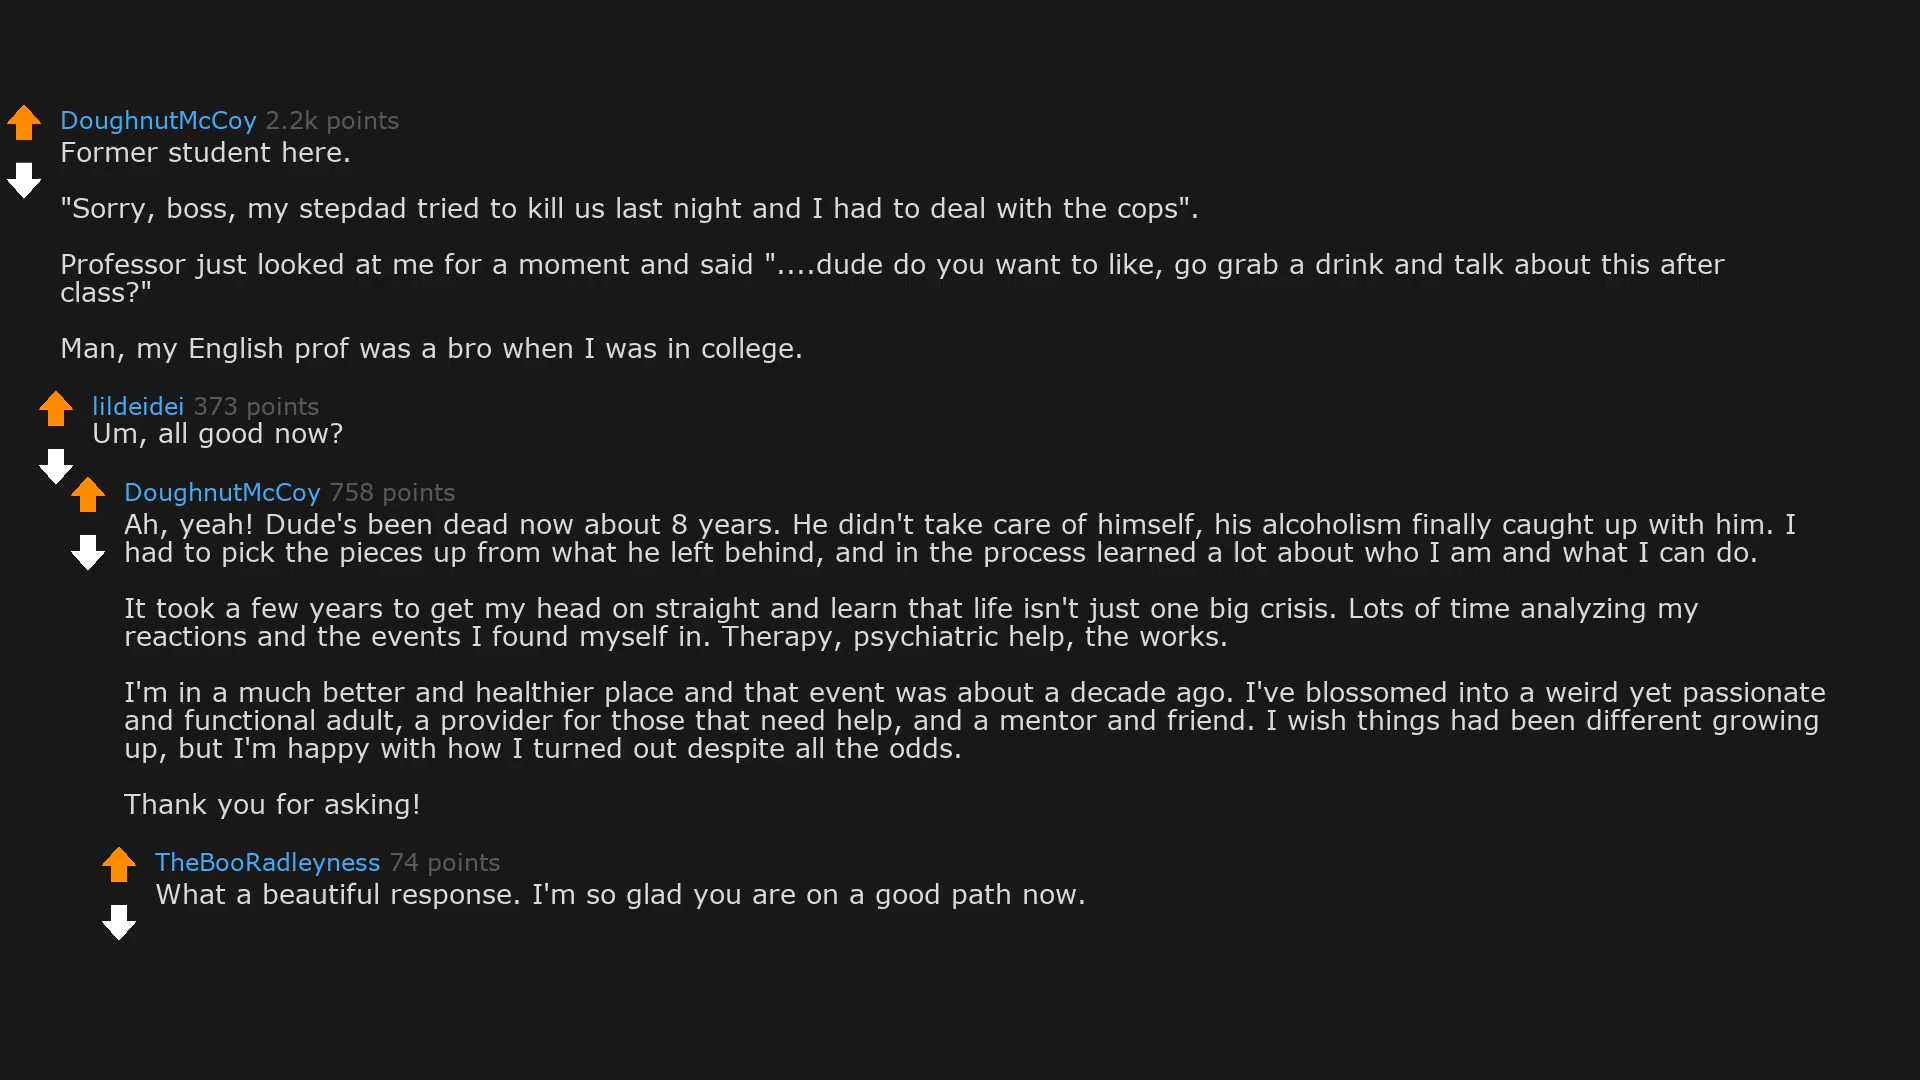 DoughnutMcCoy 2.2k points
Former student here.
"Sorry, boss, my stepdad tried to kill us last night and I had to deal with the cops".
Professor just looked at me for a moment and said "....dude do you want to like, go grab a drink and talk about this after
class?"
Man, my English prof was a bro when I was in college.
lildeidei 373 points
Um, all good now?
DoughnutMcCoy 758 points
Ah, yeah! Dude's been dead now about 8 years. He didn't take care of himself, his alcoholism finally caught up with him. I
had to pick the pieces up from what he left behind, and in the process learned a lot about who I am and what I can do.
It took a few years to get my head on straight and learn that life isn't just one big crisis. Lots of time analyzing my
reactions and the events I found myself in. Therapy, psychiatric help, the works.
I'm in a much better and healthier place and that event was about a decade ago. I've blossomed into a weird yet passionate
and functional adult, a provider for those that need help, and a mentor and friend. I wish things had been different growing
up, but I'm happy with how I turned out despite all the odds.
Thank you for asking!
TheBooRadleyness 74 points
What a beautiful response. I'm so glad you are on a good path now.